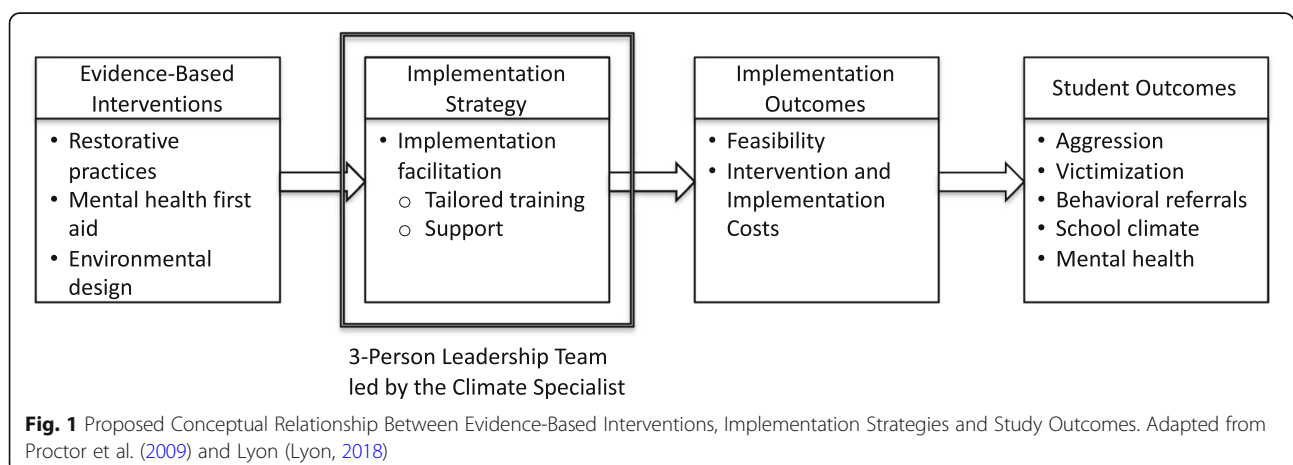 Evidence-Based
Interventions
• Restorative
practices
• Mental health first
aid
• Environmental
design
Implementation
Strategy
• Implementation
facilitation
o Tailored training
o Support
Implementation
Outcomes
• Feasibility
• Intervention and
Implementation
Costs
Student Outcomes
• Aggression
• Victimization
• Behavioral referrals
• School climate
• Mental health
3-Person Leadership Team
led by the Climate Specialist
Fig. 1 Proposed Conceptual Relationship Between Evidence-Based Interventions, Implementation Strategies and Study Outcomes. Adapted from
Proctor et al. (2009) and Lyon (Lyon, 2018)